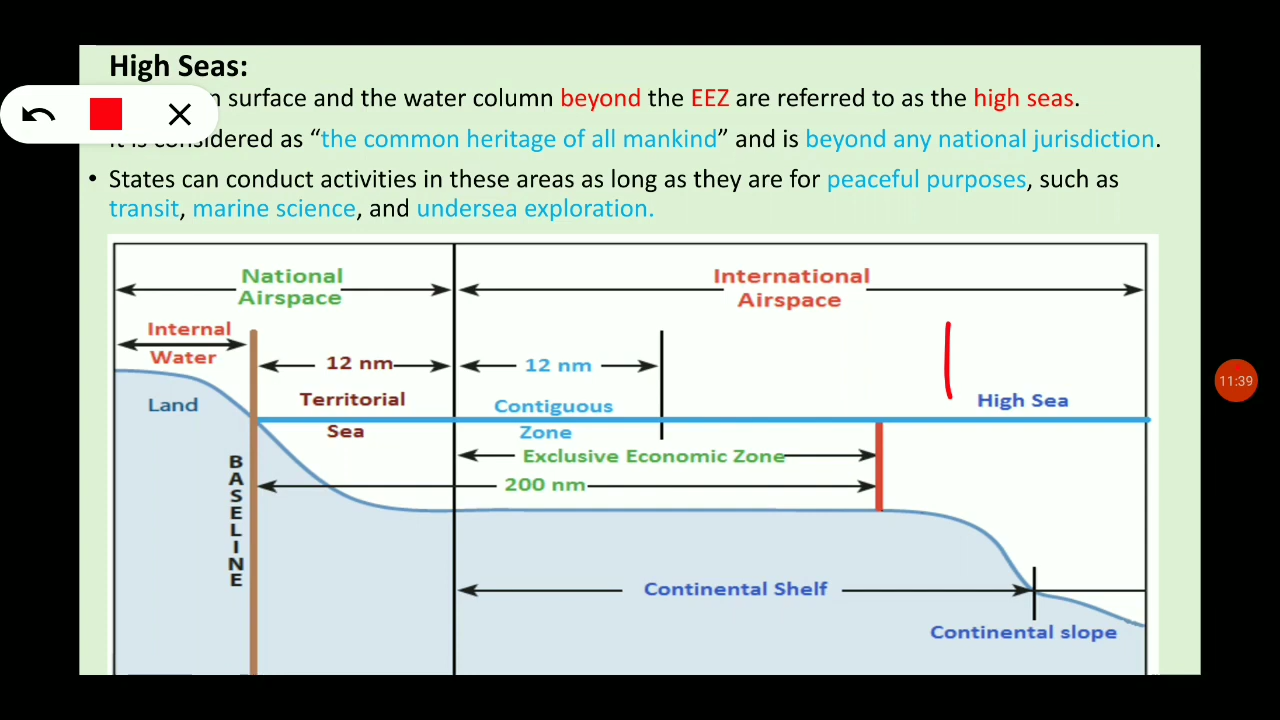 High Seas:
surface and the water column beyond the EEZ are referred to as the high seas.
It is considered as “the common heritage of all mankind” and is beyond any national jurisdiction.
• States can conduct activities in these areas as long as they are for peaceful purposes, such as
transit, marine science, and undersea exploration.
National
Airspace
International
Airspace
Internal
Water
12 nm
12 nm
Land
Territorial
Sea
Contiguous
Zone
High Sea
Exclusive Economic Zone
200 nm
BASELINE
Continental Shelf
Continental slope
11:39